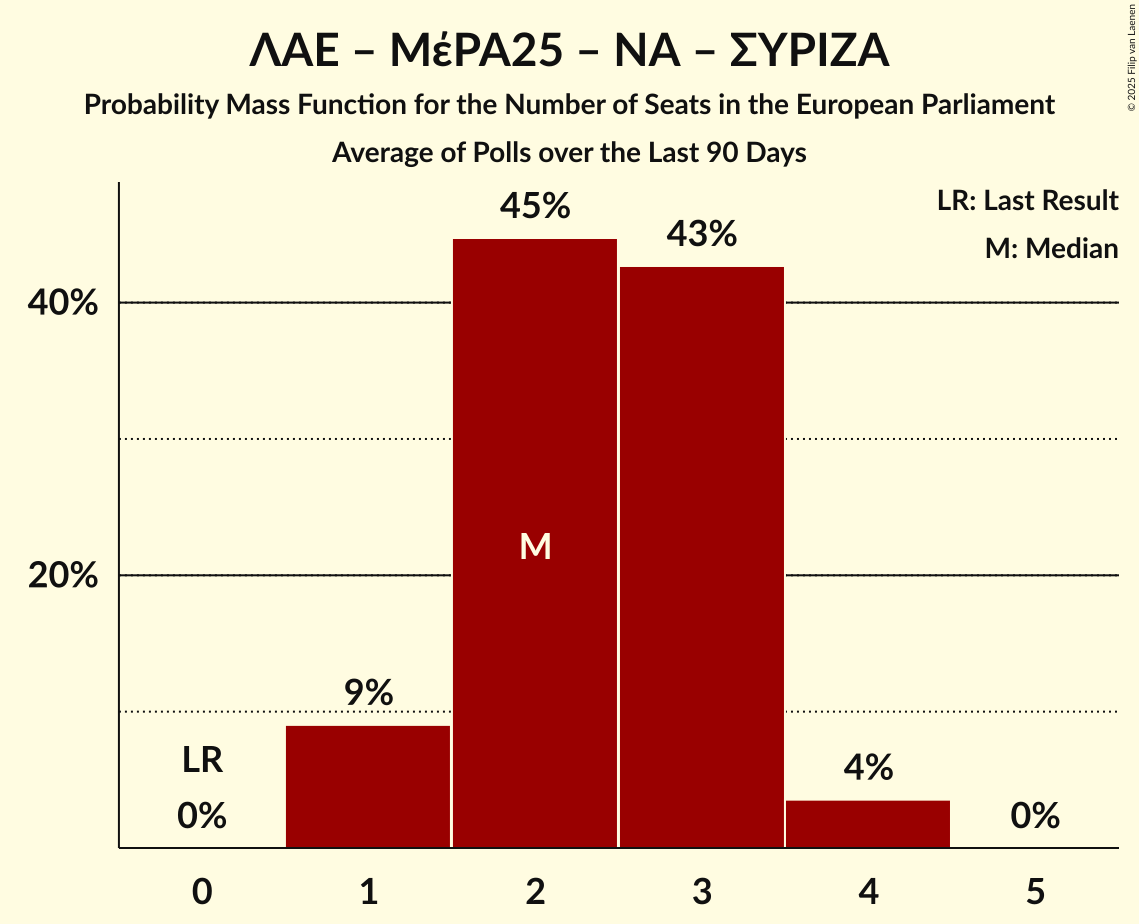 ΛΑΕ – ΜέΡΑ25 – ΝΑ – ΣΥΡΙΖΑ
Probability Mass Function for the Number of Seats in the European Parliament
Average of Polls over the Last 90 Days
© 2025 Filip van Laenen
LR: Last Result
M: Median
45%
43%
40%
M
20%
9%
LR
4%
0%
0%
0 1 2 3 4 5